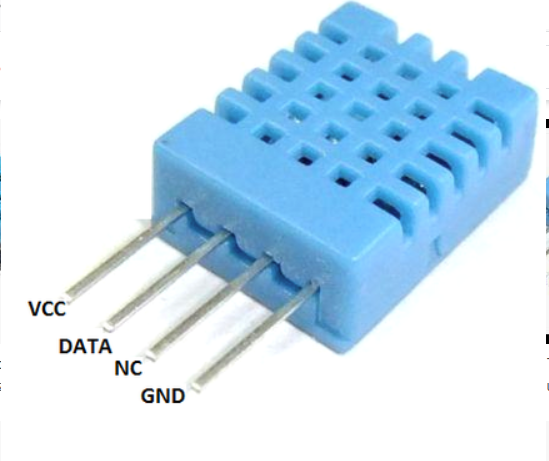 VCC
DATA
NC
GND